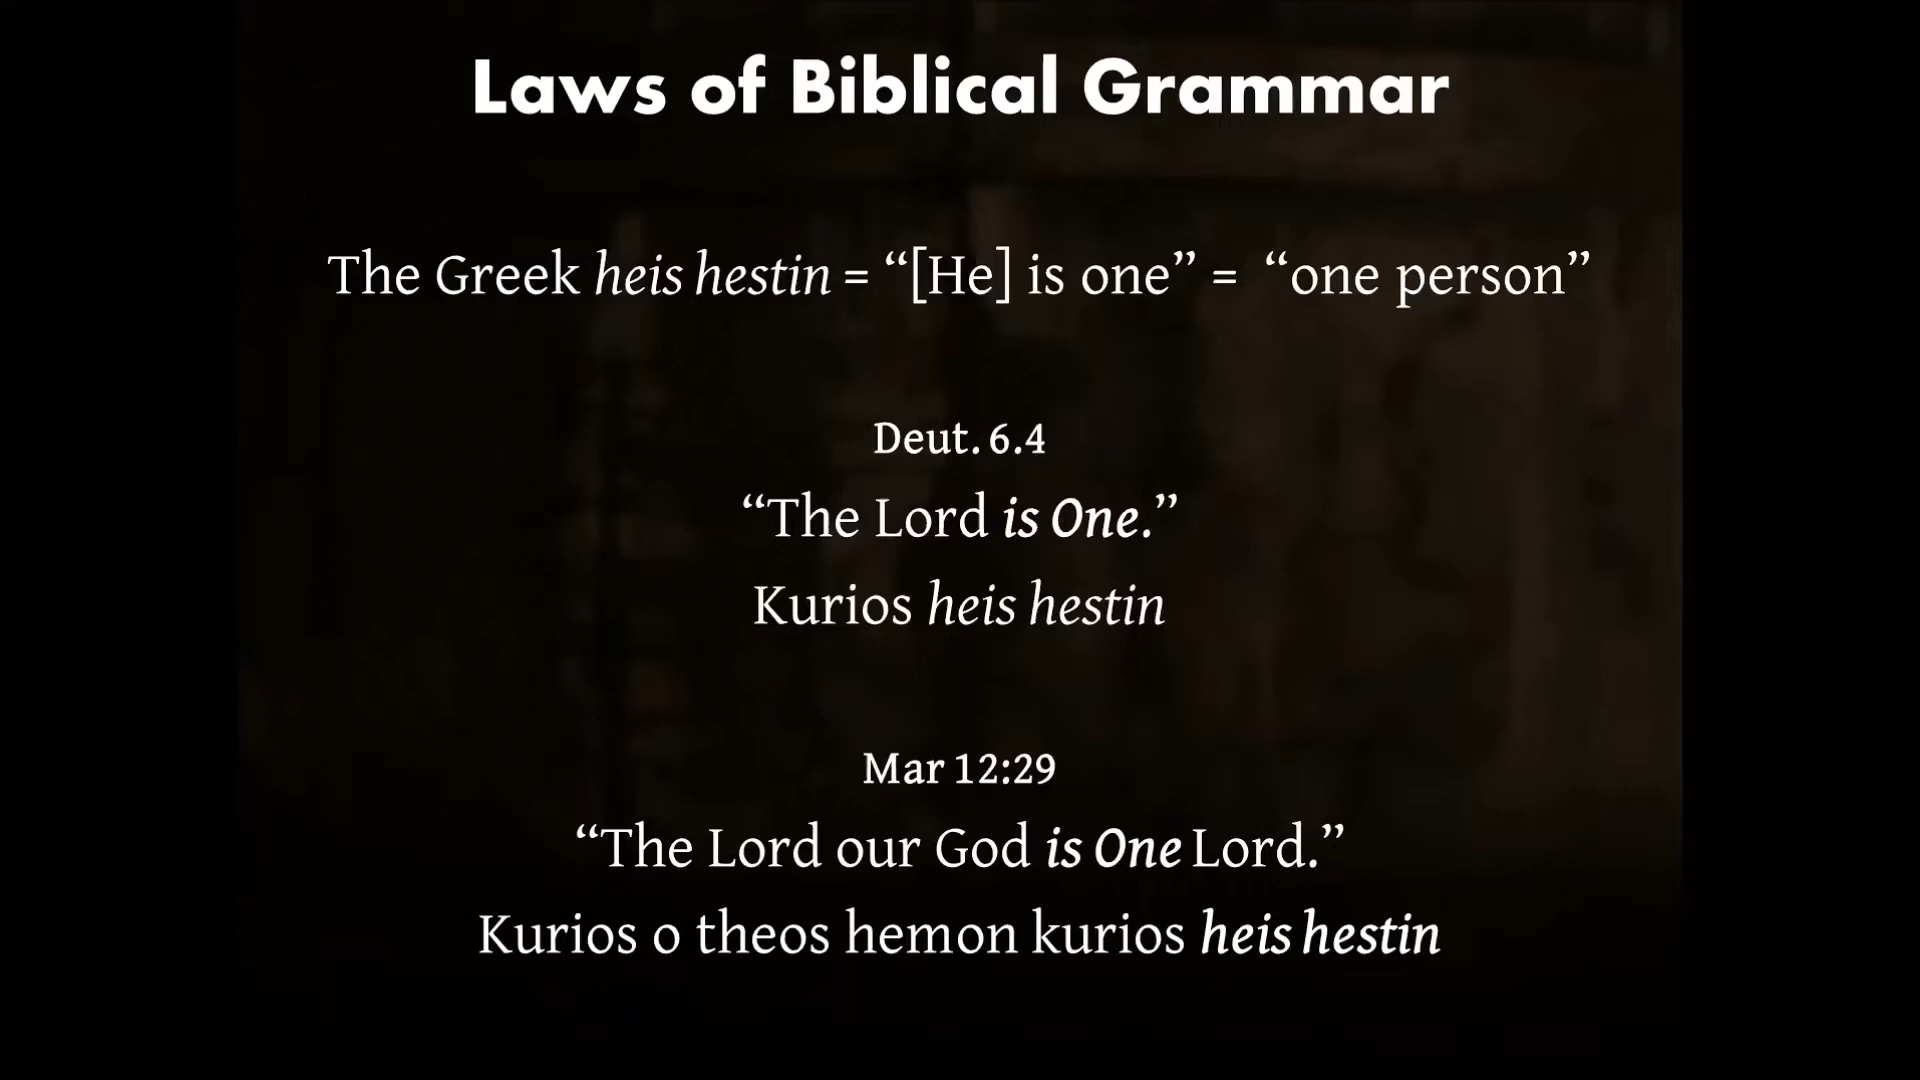 Laws of Biblical Grammar
The Greek heis hestin = “[He] is one” = “one person”
Deut. 6.4
“The Lord is One.”
Kurios heis hestin
Mar 12:29
“The Lord our God is One Lord.”
Kurios o theos hemon kurios heis hestin